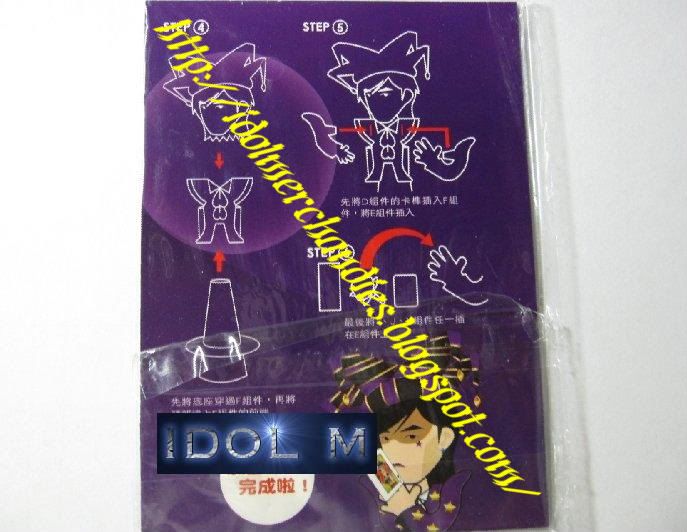 STEP ④
STEP ⑤
http://idolmerchandies.blogspot.com/
先將D組件的卡榫插入F組
件，將E組件插入
STEP
最後將
組件任一插
在E組件
先將底座穿過F組件，再將
IDOL M
完成啦！